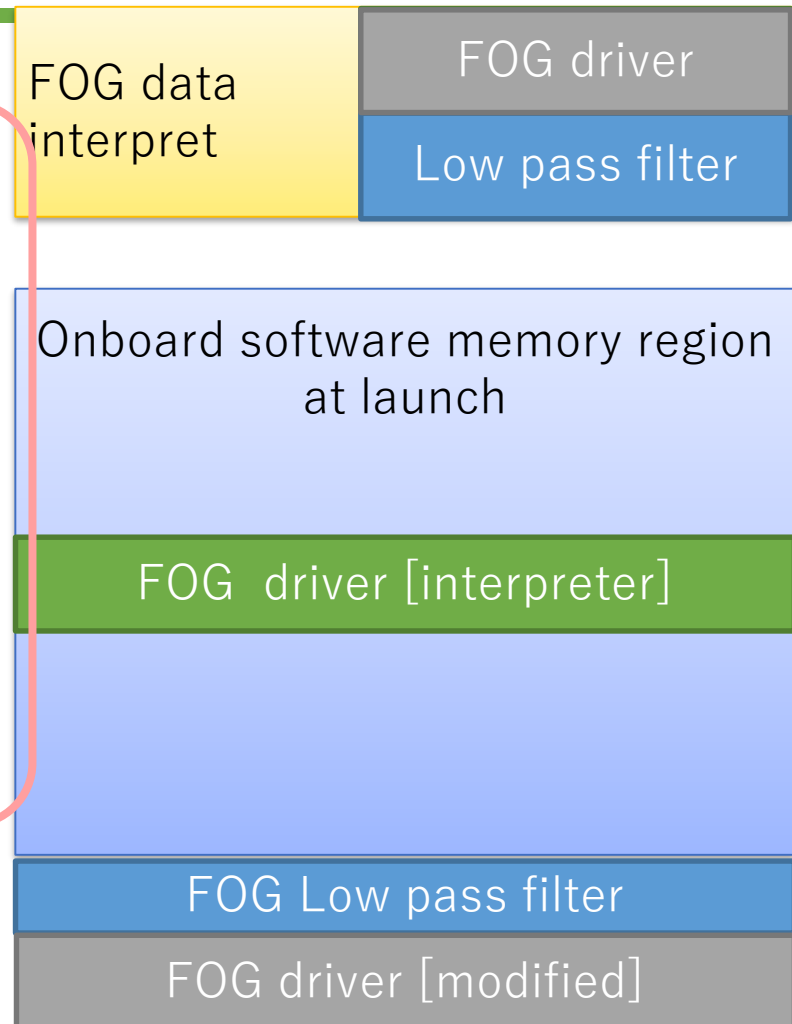 FOG data
interpret
FOG driver
Low pass filter
Onboard software memory region
at launch
FOG  driver [interpreter]
FOG Low pass filter
FOG driver [modified]